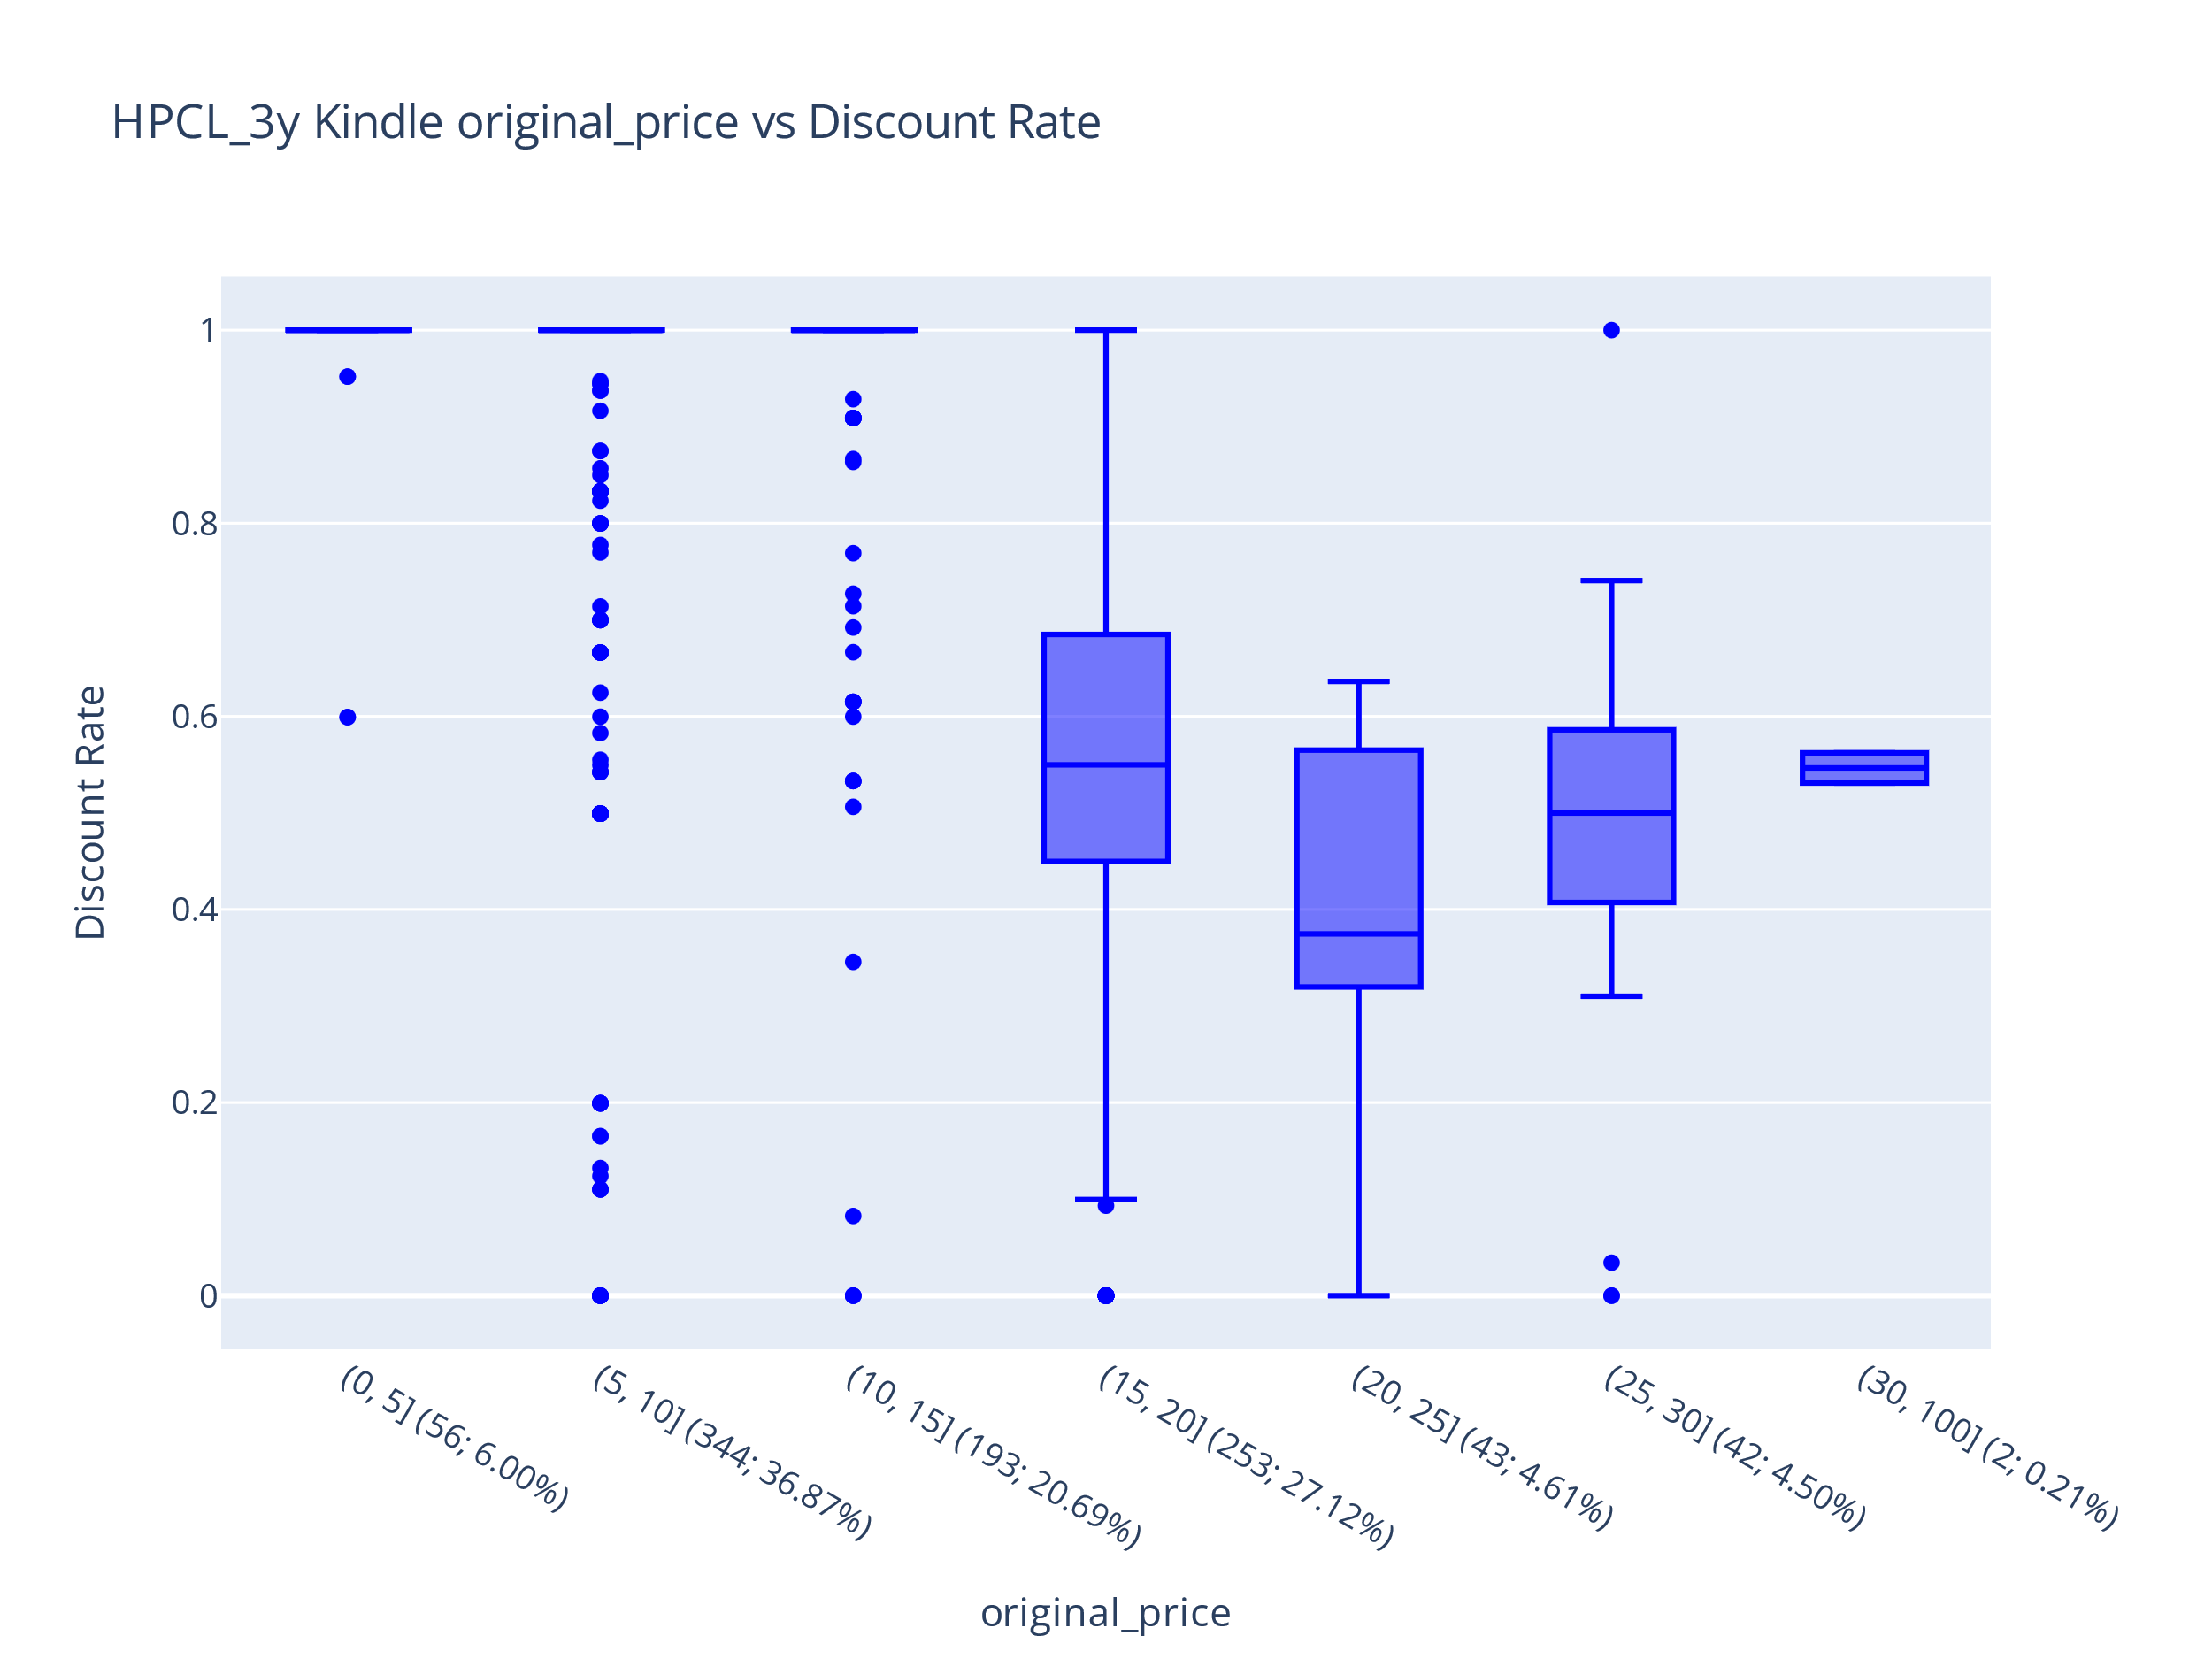 HPCL_3y Kindle original_price vs Discount Rate
Discount Rate
1
0.8
0.6
0.4
0.2
0
(0, 5] (56; 6.00%)
(5, 10] (344; 36.87%)
(10, 15] (193; 20.69%)
(15, 20] (253; 27.12%)
(20, 25] (43; 4.61%)
(25, 30] (42; 4.50%)
(30, 100] (2; 0.21%)
original_price